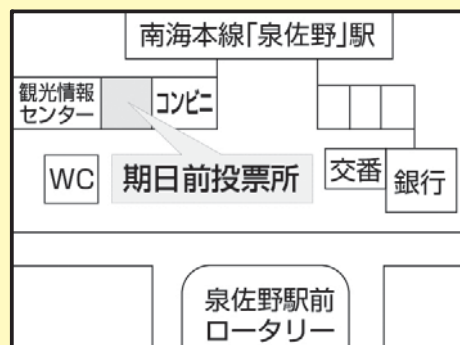 南海本線「泉佐野」駅
観光情報
センター
コンビニ
WC
期日前投票所
交番
銀行
泉佐野駅前
ロータリー